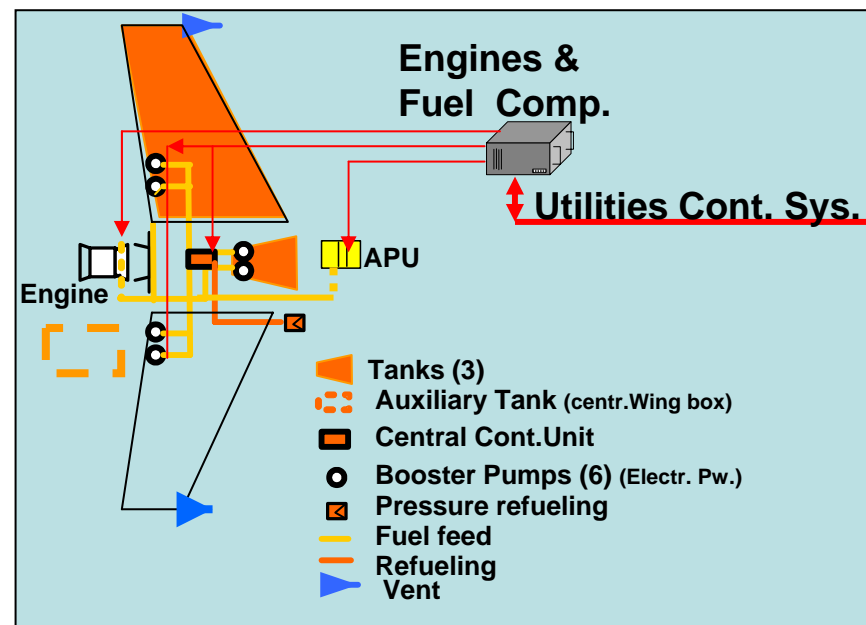 Engines &
Fuel Comp.
Utilities Cont. Sys.
APU
Engine
Tanks (3)
Auxiliary Tank (centr.Wing box)
Central Cont.Unit
Booster Pumps (6) (Electr. Pw.)
Pressure refueling
Fuel feed
Refueling
Vent